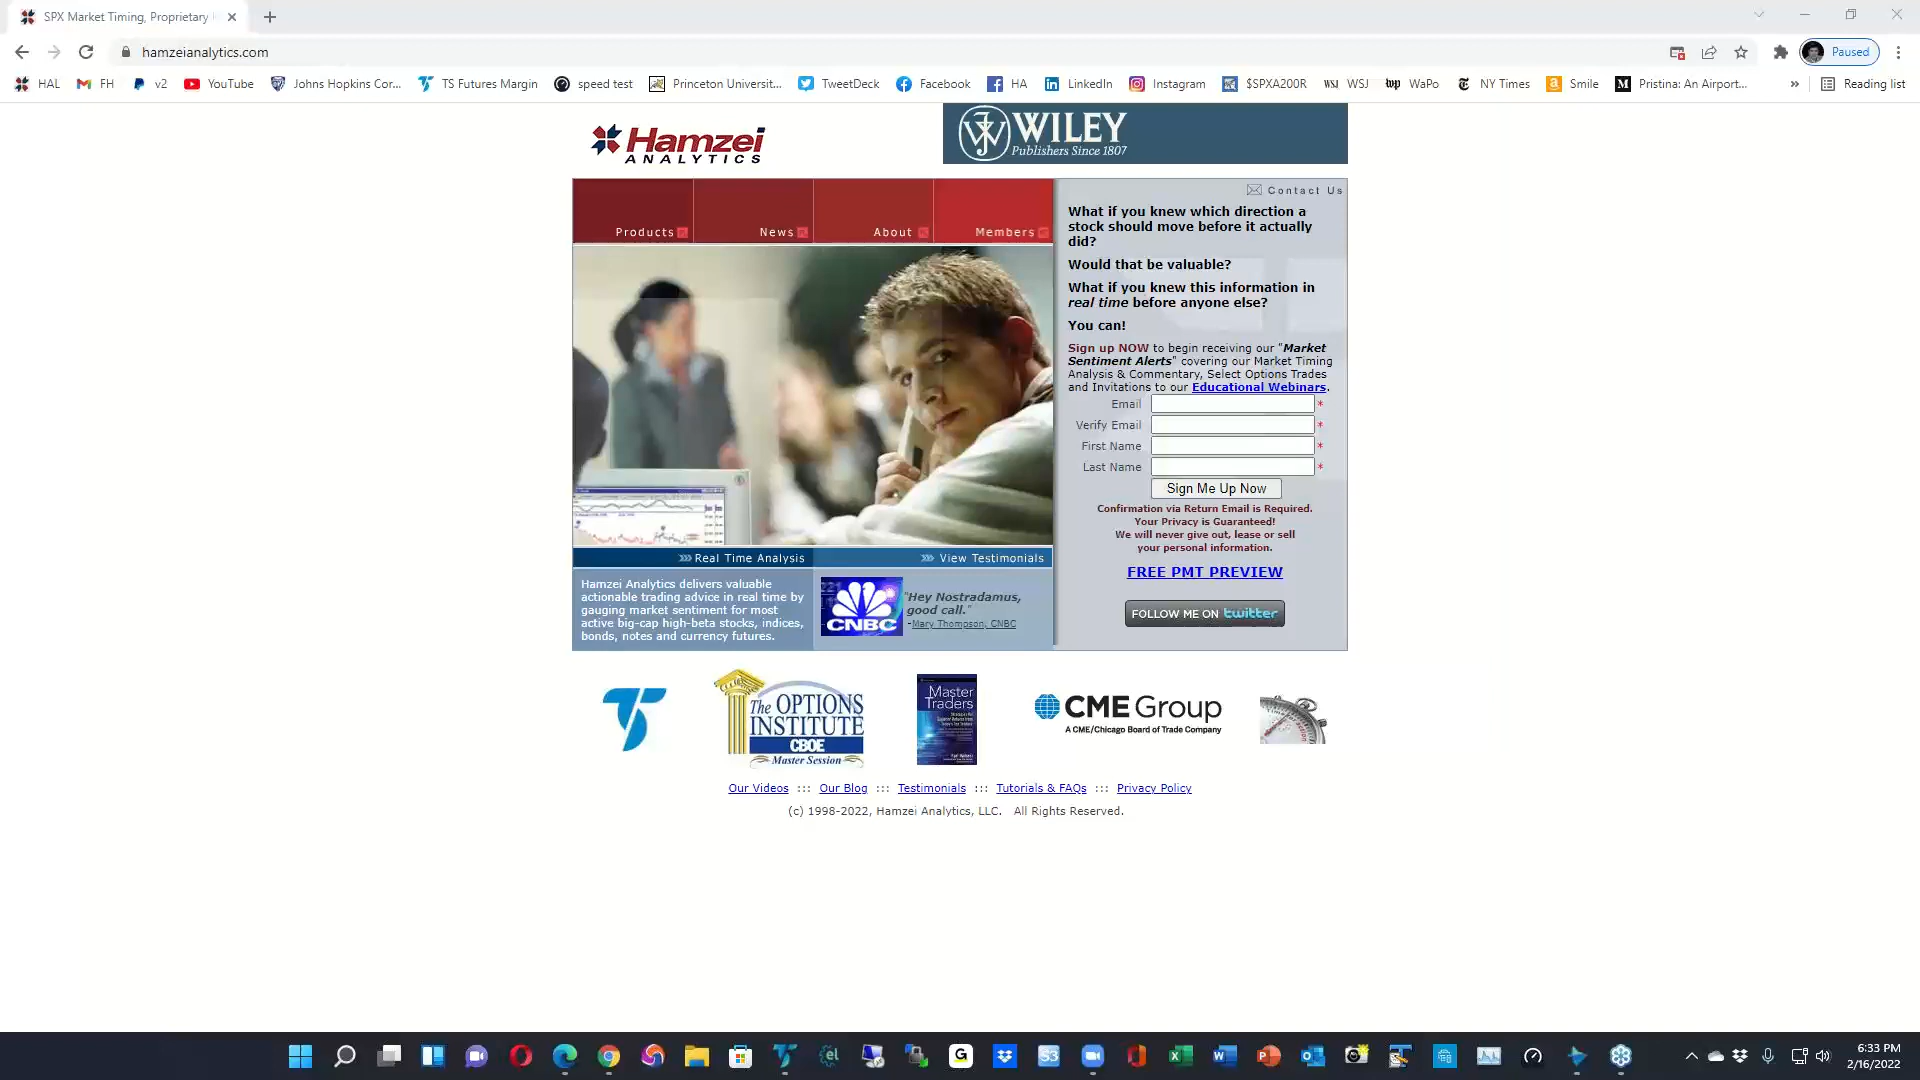 SPX Market Timing, Proprietary
hamzeianalytics.com
Paused
HAL
FH
v2
YouTube
Johns Hopkins Cor...
TS Futures Margin
speed test
Princeton Universit...
TweetDeck
Facebook
HA
LinkedIn
Instagram
$SPXA200R
WSJ
WSJ
wp
WaPo
NY Times
Smile
Pristina: An Airport...
»
Reading list
Hamzei
ANALYTICS
WILEY
Publishers Since 1807
Products
News
About
Members
Contact Us
What if you knew which direction a
stock should move before it actually
did?
Would that be valuable?
What if you knew this information in
real time before anyone else?
You can!
Sign up NOW to begin receiving our "Market
Sentiment Alerts" covering our Market Timing
Analysis & Commentary, Select Options Trades
and Invitations to our Educational Webinars.
Email *
Verify Email *
First Name *
Last Name *
Sign Me Up Now
Confirmation via Return Email is Required.
Your Privacy is Guaranteed!
We will never give out, lease or sell
your personal information.
FREE PMT PREVIEW
FOLLOW ME ON twitter
Real Time Analysis
View Testimonials
Hamzei Analytics delivers valuable
actionable trading advice in real time by
gauging market sentiment for most
active big-cap high-beta stocks, indices,
bonds, notes and currency futures.
CNBC
"Hey Nostradamus,
good call."
-Mary Thompson, CNBC
The OPTIONS
INSTITUTE
CBOE
Master Session
Master
Traders
CME Group
A CME/Chicago Board of Trade Company
Our Videos ::: Our Blog ::: Testimonials ::: Tutorials & FAQs ::: Privacy Policy
(c) 1998-2022, Hamzei Analytics, LLC. All Rights Reserved.
6:33 PM
2/16/2022